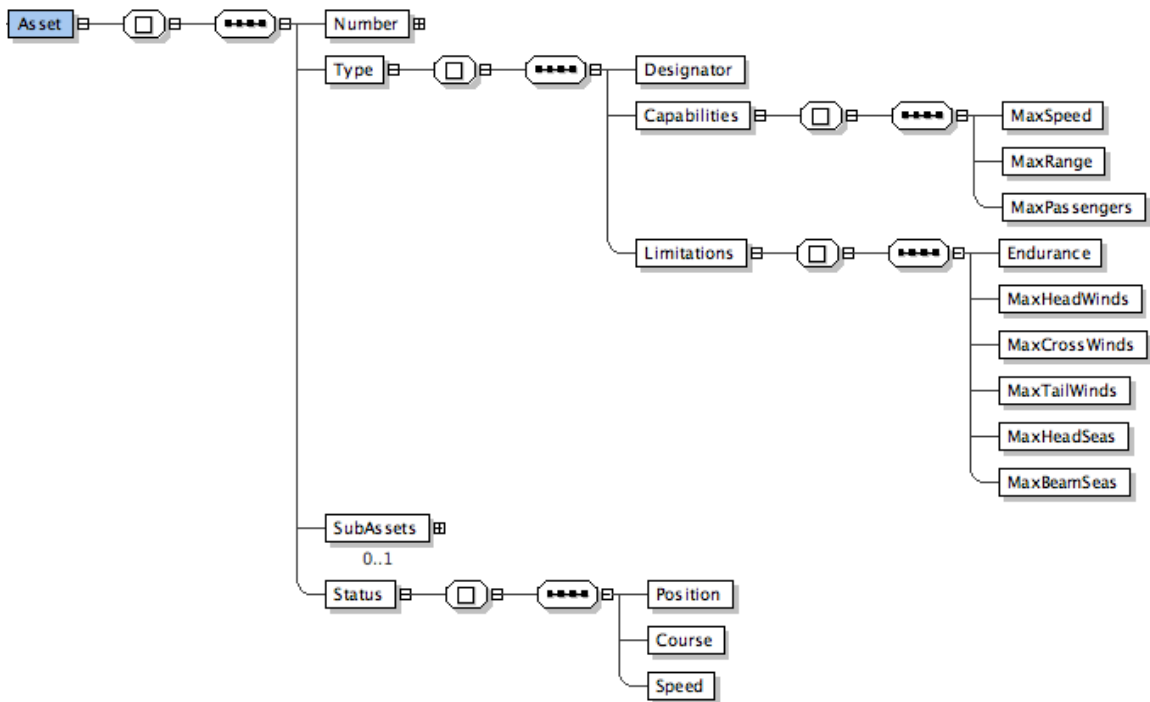 Asset
Number
Type
Designator
Capabilities
MaxSpeed
MaxRange
MaxPassengers
Limitations
Endurance
MaxHeadWinds
MaxCrossWinds
MaxTailWinds
MaxHeadSeas
MaxBeamSeas
SubAssets
0..1
Status
Position
Course
Speed